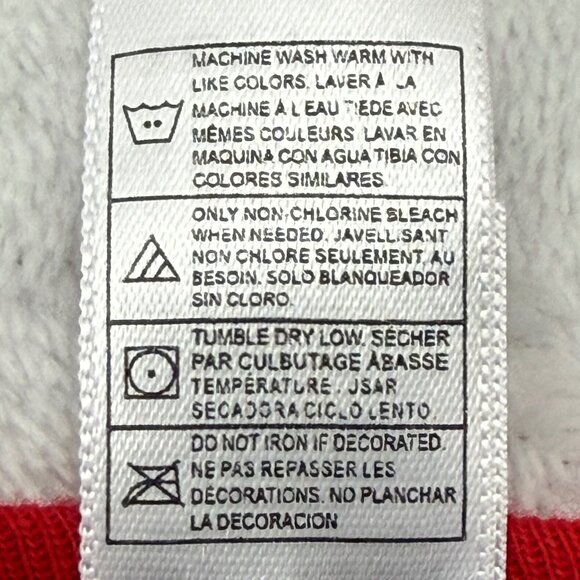 MACHINE WASH WARM WITH
LIKE COLORS. LAVER À LA
MACHINE À L'EAU TIEDE AVEC
MÊMES COULEURS. LAVAR EN
MAQUINA CON AGUA TIBIA CON
COLORES SIMILARES.
ONLY NON-CHLORINE BLEACH
WHEN NEEDED. JAVELLISANT
NON CHLORE SEULEMENT AU
BESOIN. SOLO BLANQUEADOR
SIN CLORO.
TUMBLE DRY LOW. SÉCHER
PAR CULBUTAGE ÀBASSE
TEMPÉRATURE. USAR
SECADORA CICLO LENTO.
DO NOT IRON IF DECORATED.
NE PAS REPASSER LES
DÉCORATIONS. NO PLANCHAR
LA DECORACION